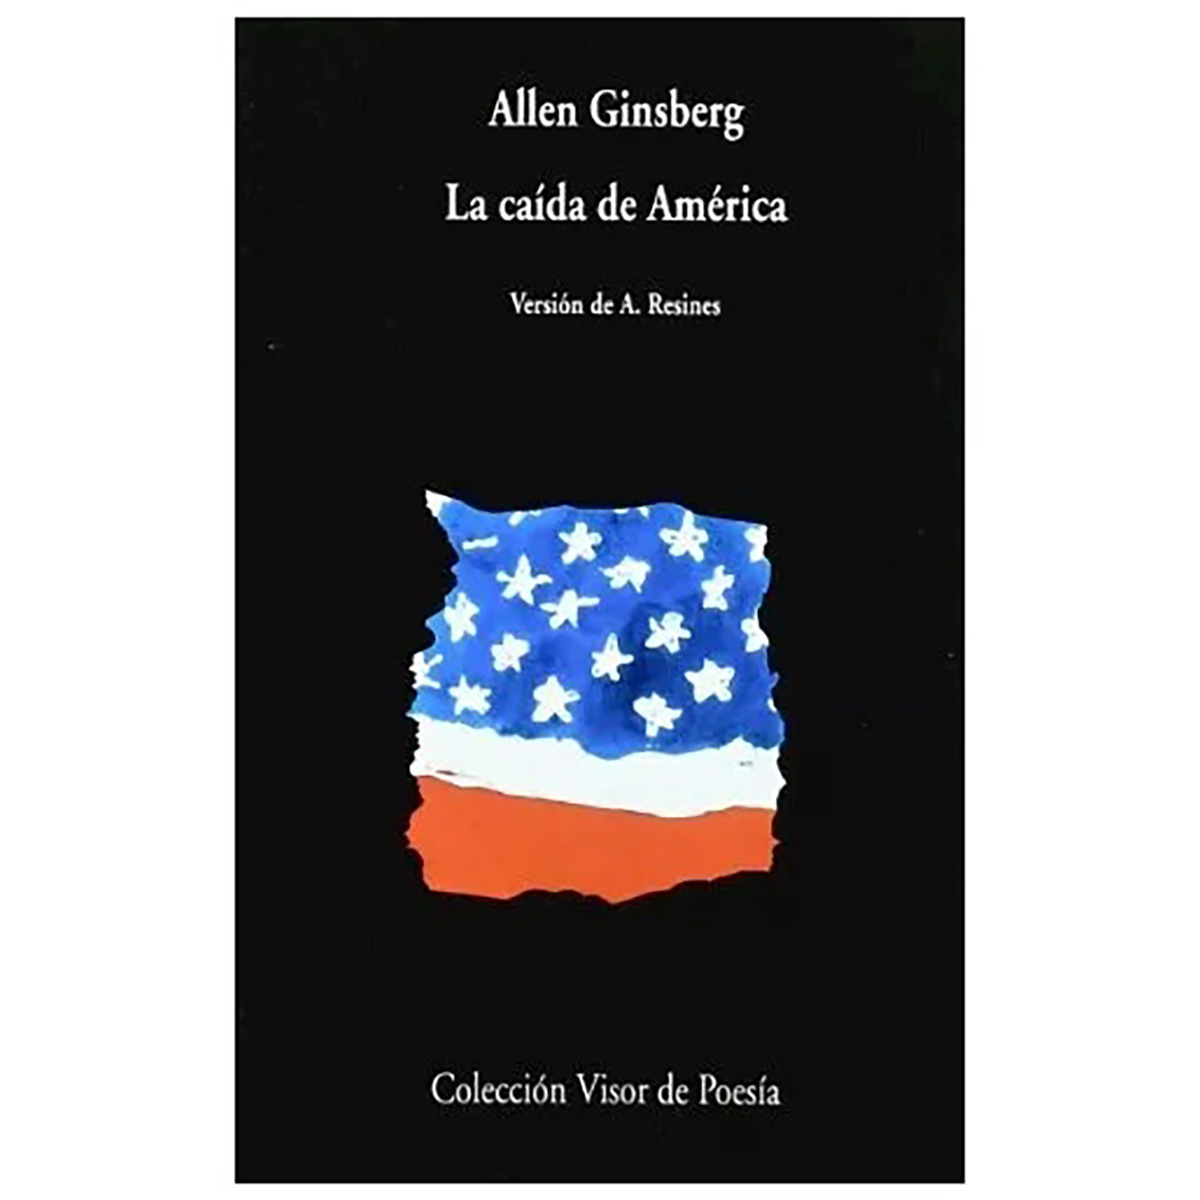 Allen Ginsberg
La caída de América
Versión de A. Resines
Colección Visor de Poesía